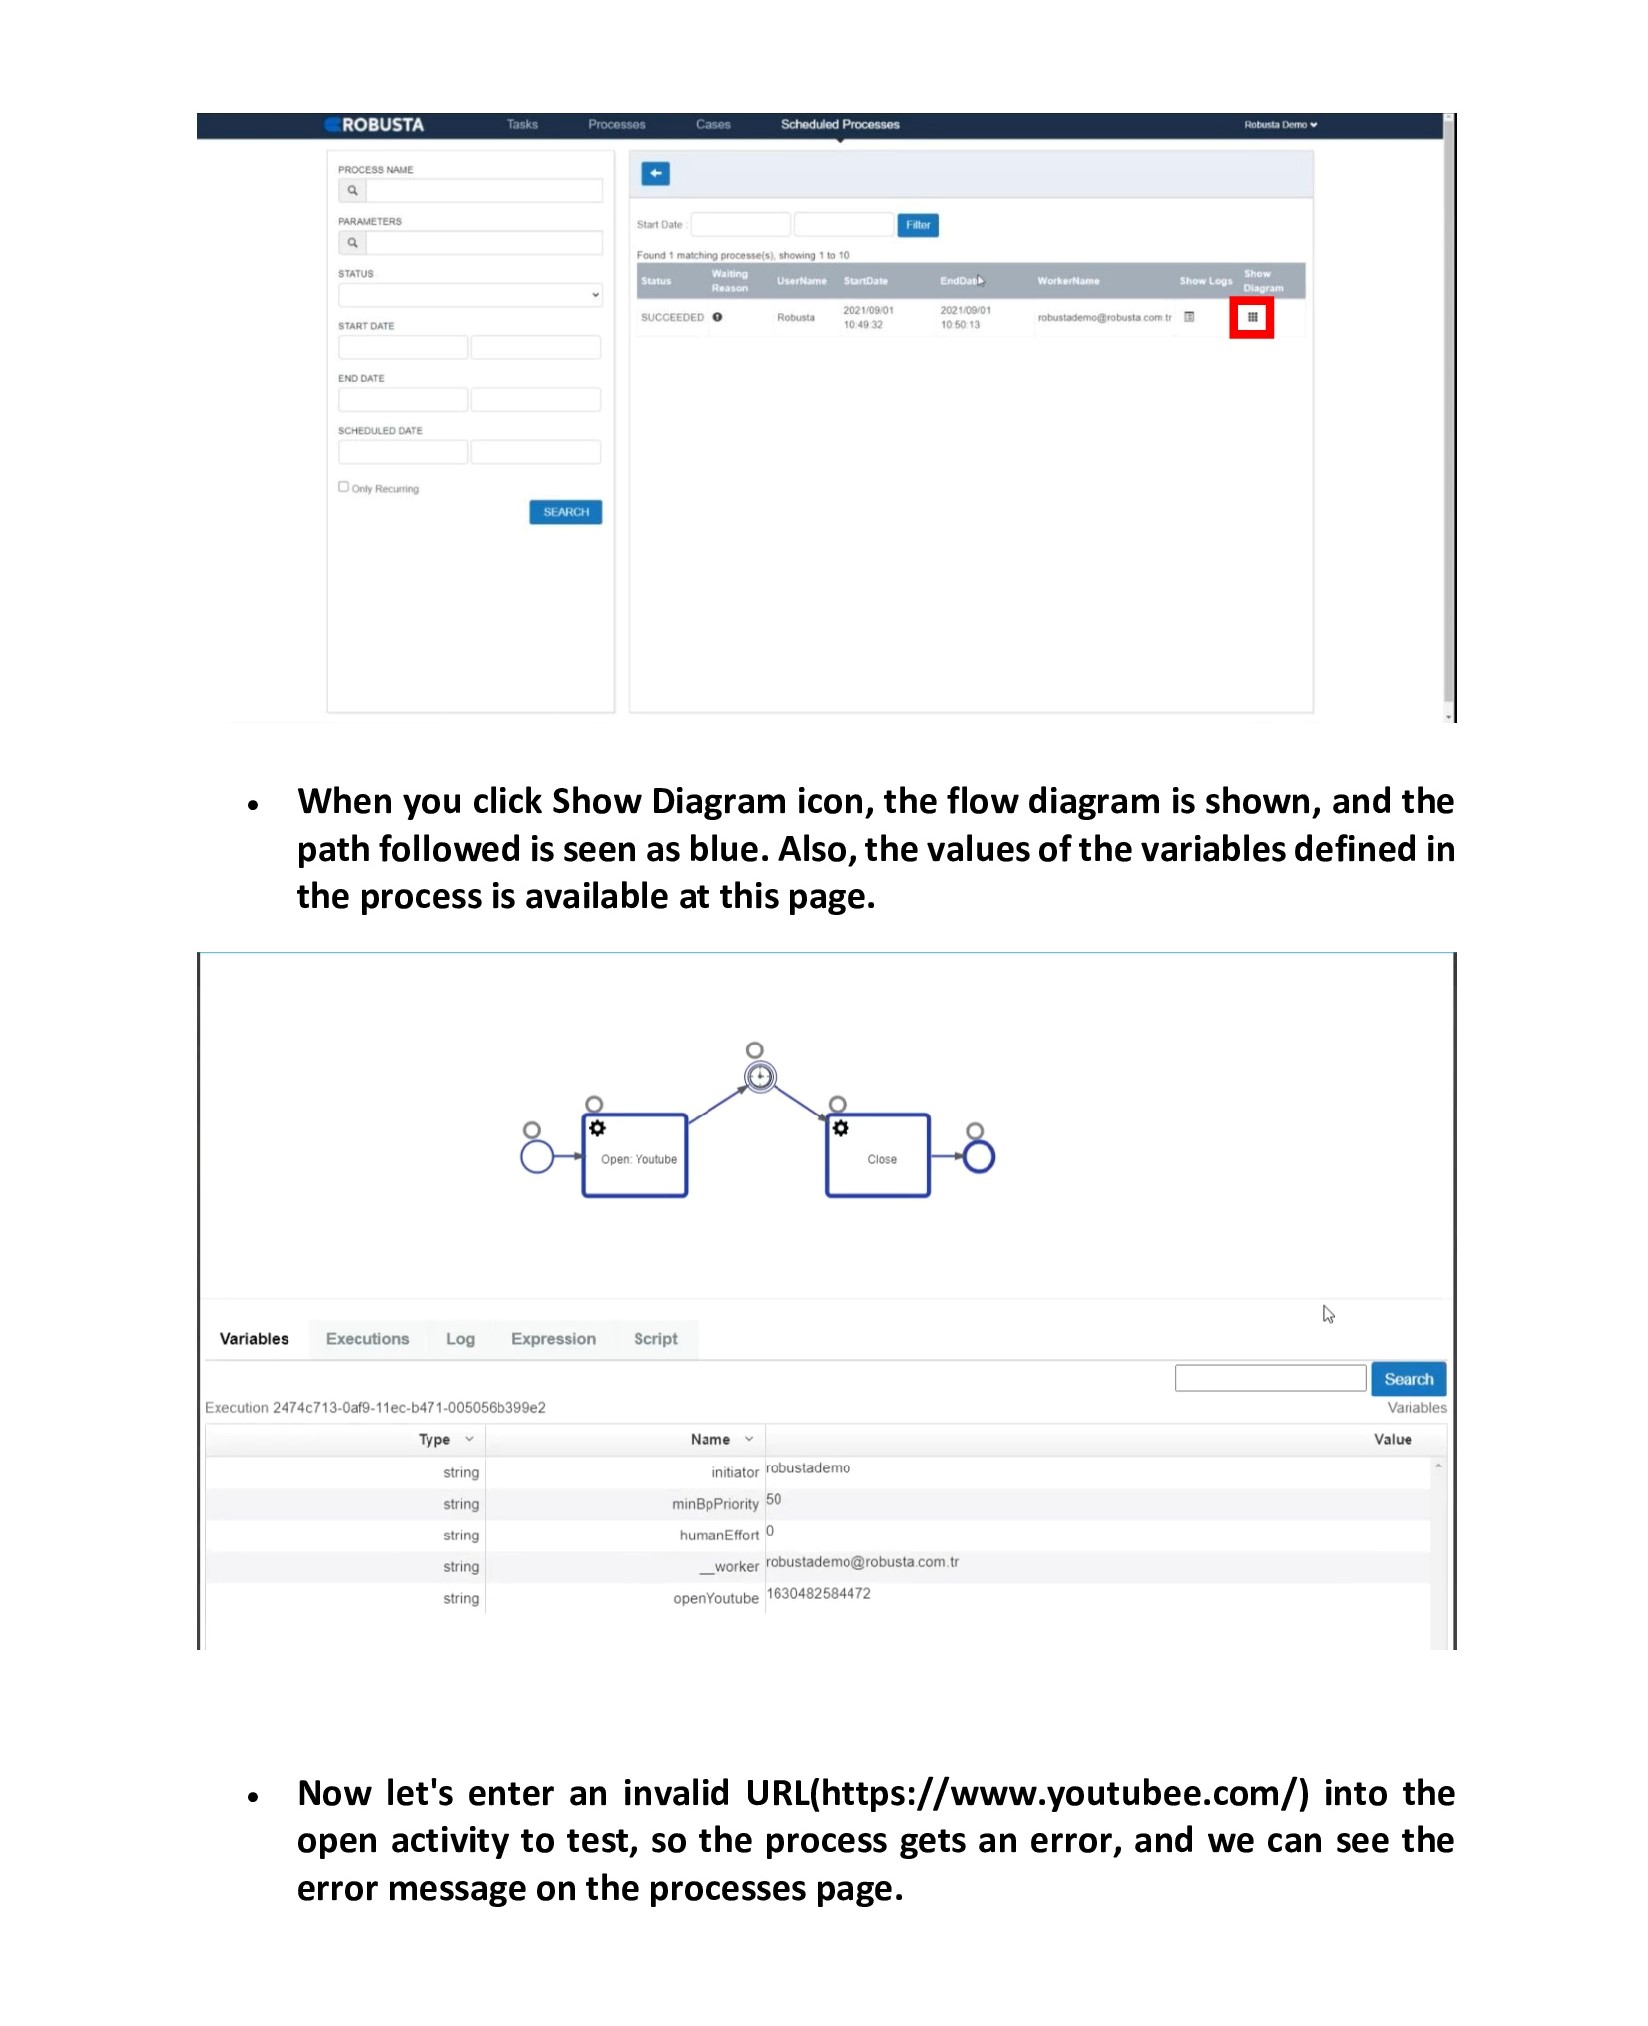 ROBUSTA Tasks Processes Cases Scheduled Processes Robusta Demo
PROCESS NAME
PARAMETERS
STATUS
START DATE
END DATE
SCHEDULED DATE
Only Recurring
SEARCH
Start Date : Filter
Found 1 matching processe(s), showing 1 to 10
Status Waiting Reason UserName StartDate EndDate WorkerName Show Logs Show Diagram
SUCCEEDED Robusta 2021/09/01 10:49:32 2021/09/01 10:50:13 robustademo@robusta.com.tr
• When you click Show Diagram icon, the flow diagram is shown, and the
path followed is seen as blue. Also, the values of the variables defined in
the process is available at this page.
Open: Youtube
Close
Variables Executions Log Expression Script
Search
Execution 2474c713-0af9-11ec-b471-005056b399e2 Variables
Type Name Value
string initiator robustademo
string minBpPriority 50
string humanEffort 0
string __worker robustademo@robusta.com.tr
string openYoutube 1630482584472
• Now let's enter an invalid URL(https://www.youtubee.com/) into the
open activity to test, so the process gets an error, and we can see the
error message on the processes page.